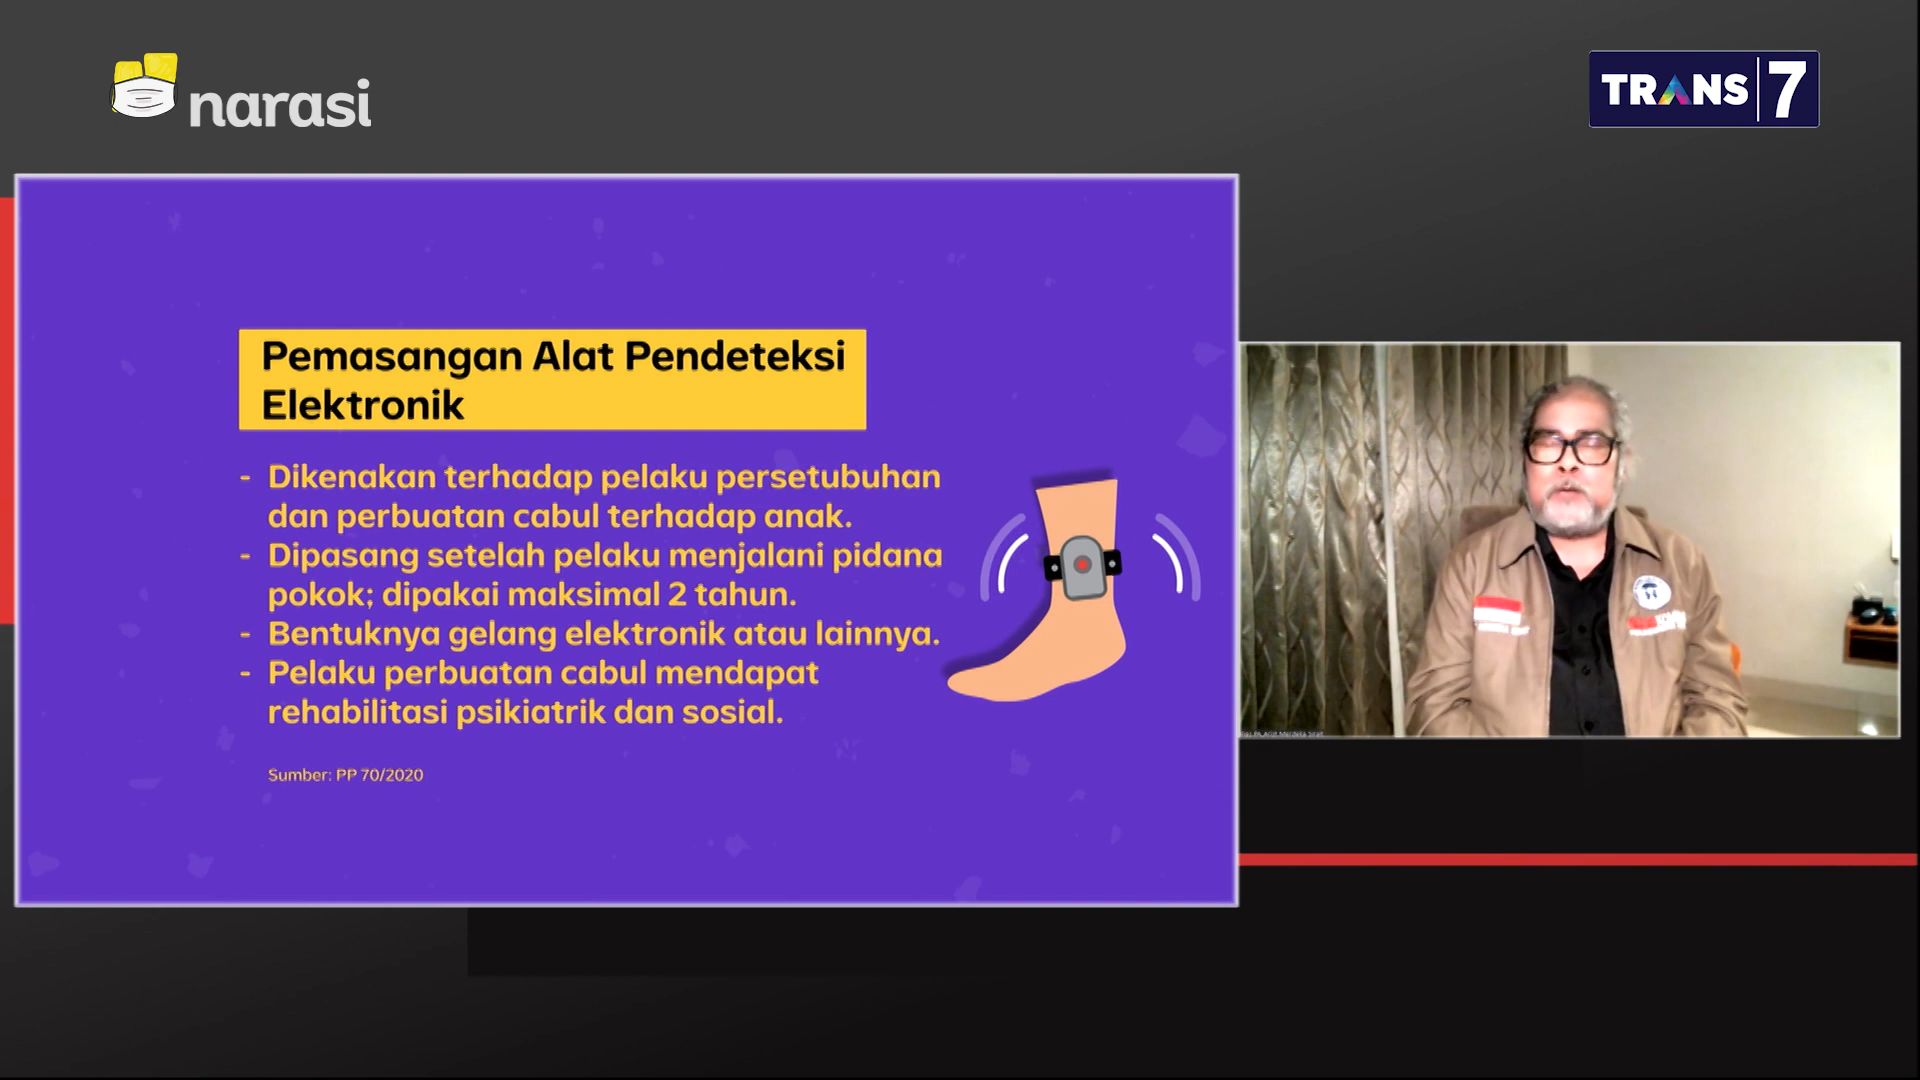 narasi
TRANS 7
Pemasangan Alat Pendeteksi
Elektronik
- Dikenakan terhadap pelaku persetubuhan
dan perbuatan cabul terhadap anak.
- Dipasang setelah pelaku menjalani pidana
pokok; dipakai maksimal 2 tahun.
- Bentuknya gelang elektronik atau lainnya.
- Pelaku perbuatan cabul mendapat
rehabilitasi psikiatrik dan sosial.
Sumber: PP 70/2020